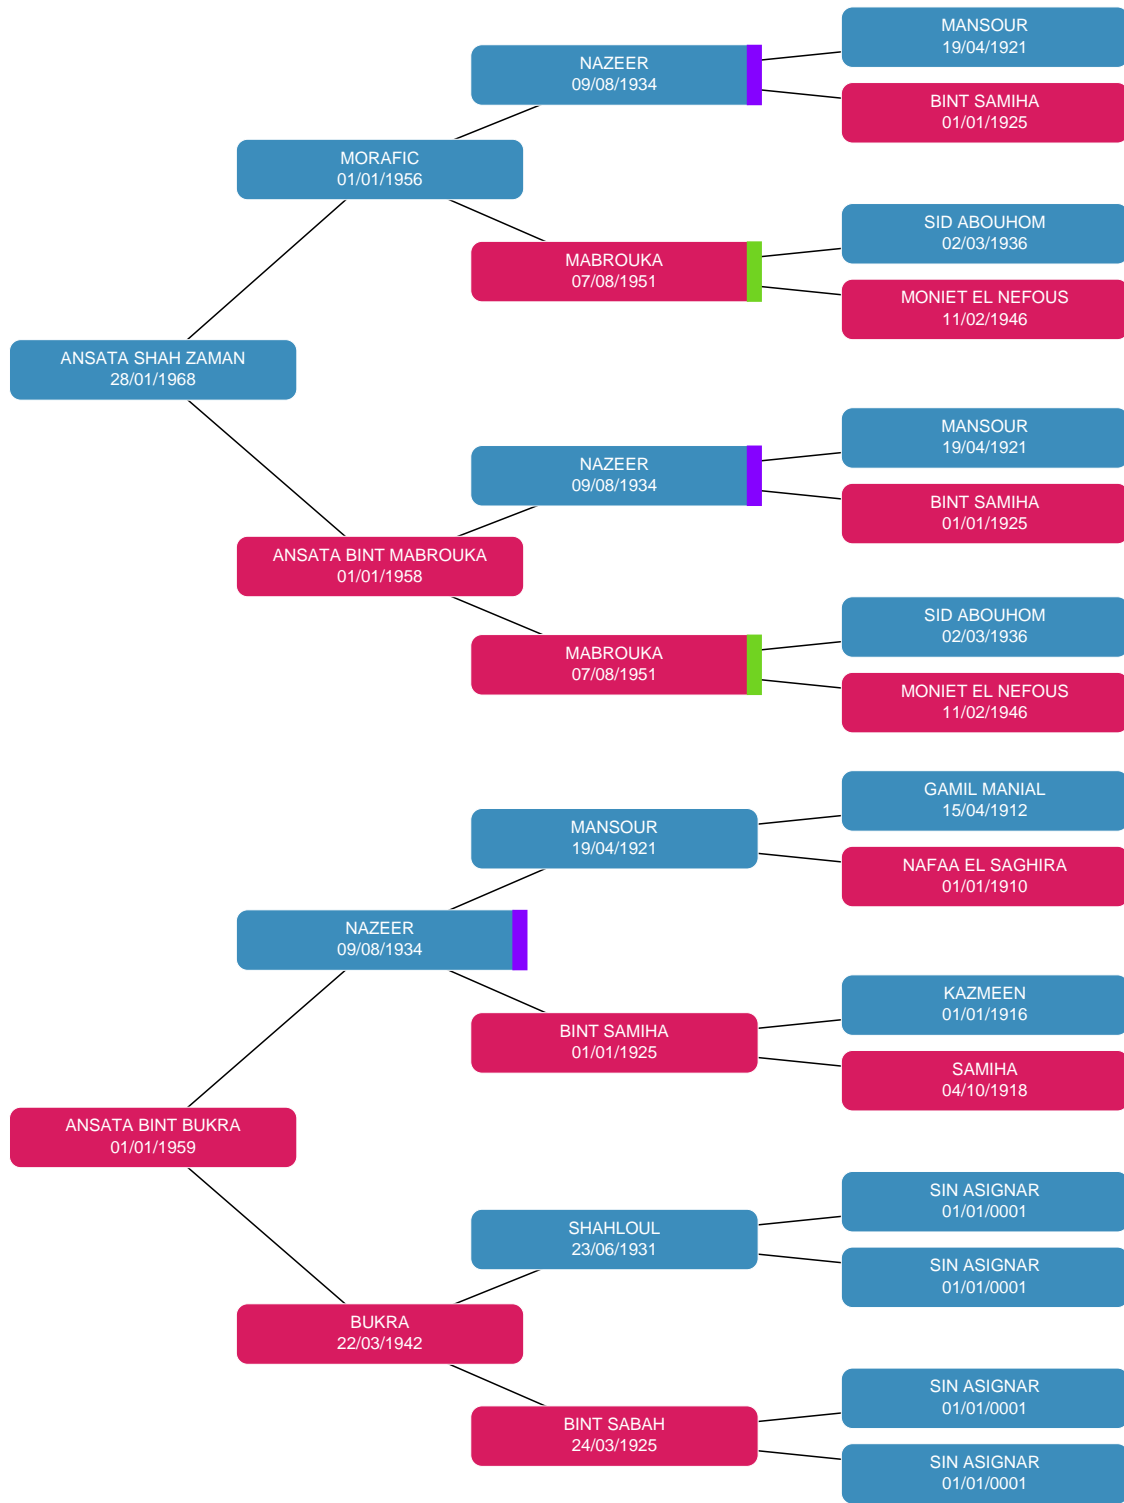 MANSOUR
19/04/1921
NAZEER
09/08/1934
BINT SAMIHA
01/01/1925
MORAFIC
01/01/1956
SID ABOUHOM
02/03/1936
MABROUKA
07/08/1951
MONIET EL NEFOUS
11/02/1946
ANSATA SHAH ZAMAN
28/01/1968
MANSOUR
19/04/1921
NAZEER
09/08/1934
BINT SAMIHA
01/01/1925
ANSATA BINT MABROUKA
01/01/1958
SID ABOUHOM
02/03/1936
MABROUKA
07/08/1951
MONIET EL NEFOUS
11/02/1946
GAMIL MANIAL
15/04/1912
MANSOUR
19/04/1921
NAFAA EL SAGHIRA
01/01/1910
NAZEER
09/08/1934
KAZMEEN
01/01/1916
BINT SAMIHA
01/01/1925
SAMIHA
04/10/1918
ANSATA BINT BUKRA
01/01/1959
SIN ASIGNAR
01/01/0001
SHAHLOUL
23/06/1931
SIN ASIGNAR
01/01/0001
BUKRA
22/03/1942
SIN ASIGNAR
01/01/0001
BINT SABAH
24/03/1925
SIN ASIGNAR
01/01/0001